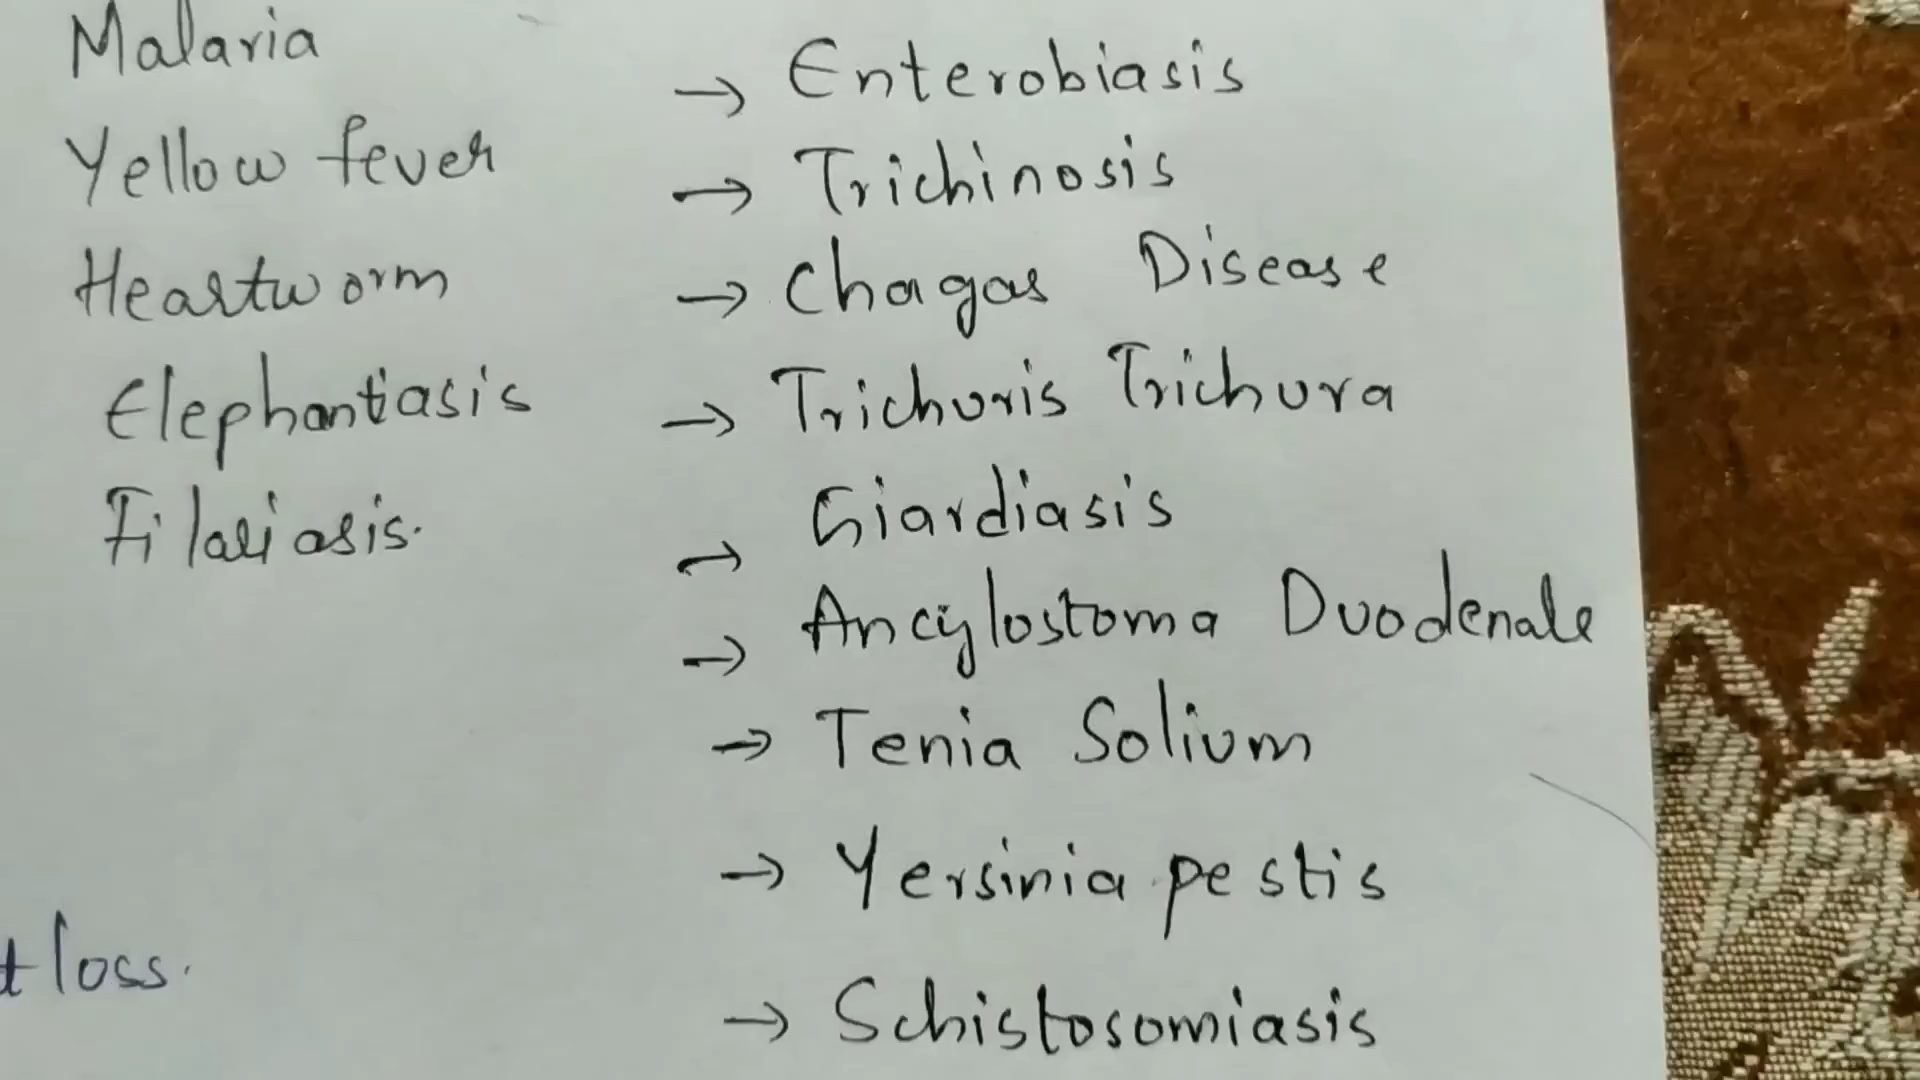 Malaria
Yellow fever
Heartworm
Elephantiasis
Filariasis.
t loss.
→ Enterobiasis
→ Trichinosis
→ Chagas Disease
→ Trichuris Trichura
→ Giardiasis
→ Ancylostoma Duodenale
→ Tenia Solium
→ Yersinia pestis
→ Schistosomiasis